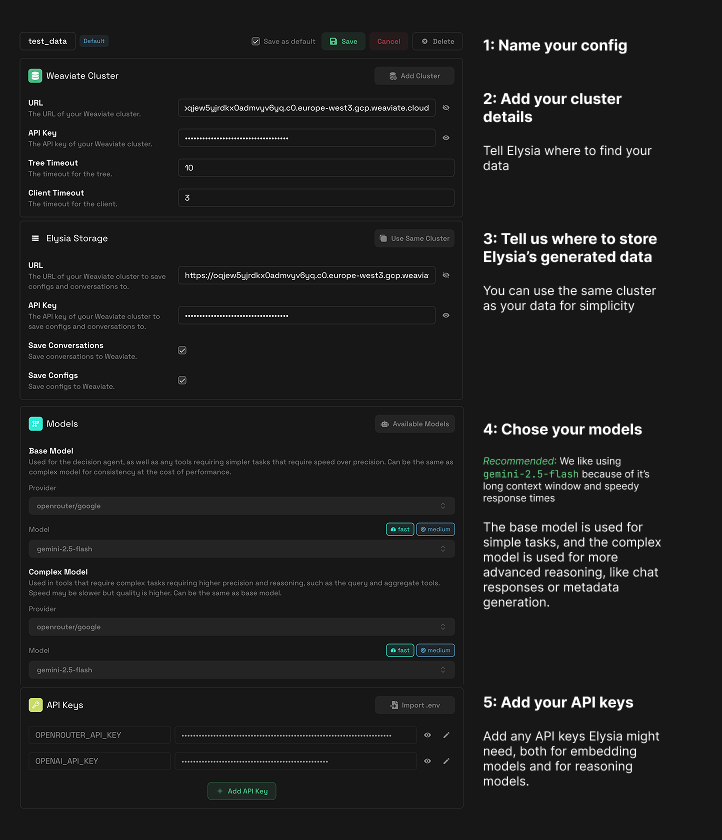 test_data
Default
Save as default
Save
Cancel
Delete
1: Name your config
Weaviate Cluster
Add Cluster
URL
The URL of your Weaviate cluster.
oqjew5yjrdkx0admvyv6yq.c0.europe-west3.gcp.weaviate.cloud
API Key
The API key of your Weaviate cluster.
Tree Timeout
The timeout for the tree.
10
Client Timeout
The timeout for the client.
3
2: Add your cluster
details
Tell Elysia where to find your
data
Elysia Storage
Use Same Cluster
URL
The URL of your Weaviate cluster to save
configs and conversations to.
https://oqjew5yjrdkx0admvyv6yq.c0.europe-west3.gcp.weavia
API Key
The API key of your Weaviate cluster to
save configs and conversations to.
Save Conversations
Save conversations to Weaviate.
Save Configs
Save configs to Weaviate.
3: Tell us where to store
Elysia's generated data
You can use the same cluster
as your data for simplicity
Models
Available Models
Base Model
Used for the decision agent, as well as any tools requiring simpler tasks that require speed over precision. Can be the same as
complex model for consistency at the cost of performance.
Provider
openrouter/google
Model
fast
medium
gemini-2.5-flash
Complex Model
Used in tools that require complex tasks requiring higher precision and reasoning, such as the query and aggregate tools.
Speed may be slower but quality is higher. Can be the same as base model.
Provider
openrouter/google
Model
fast
medium
gemini-2.5-flash
4: Chose your models
Recommended: We like using
gemini-2.5-flash because of it's
long context window and speedy
response times
The base model is used for
simple tasks, and the complex
model is used for more
advanced reasoning, like chat
responses or metadata
generation.
API Keys
Import .env
OPENROUTER_API_KEY
OPENAI_API_KEY
Add API Key
5: Add your API keys
Add any API keys Elysia might
need, both for embedding
models and for reasoning
models.